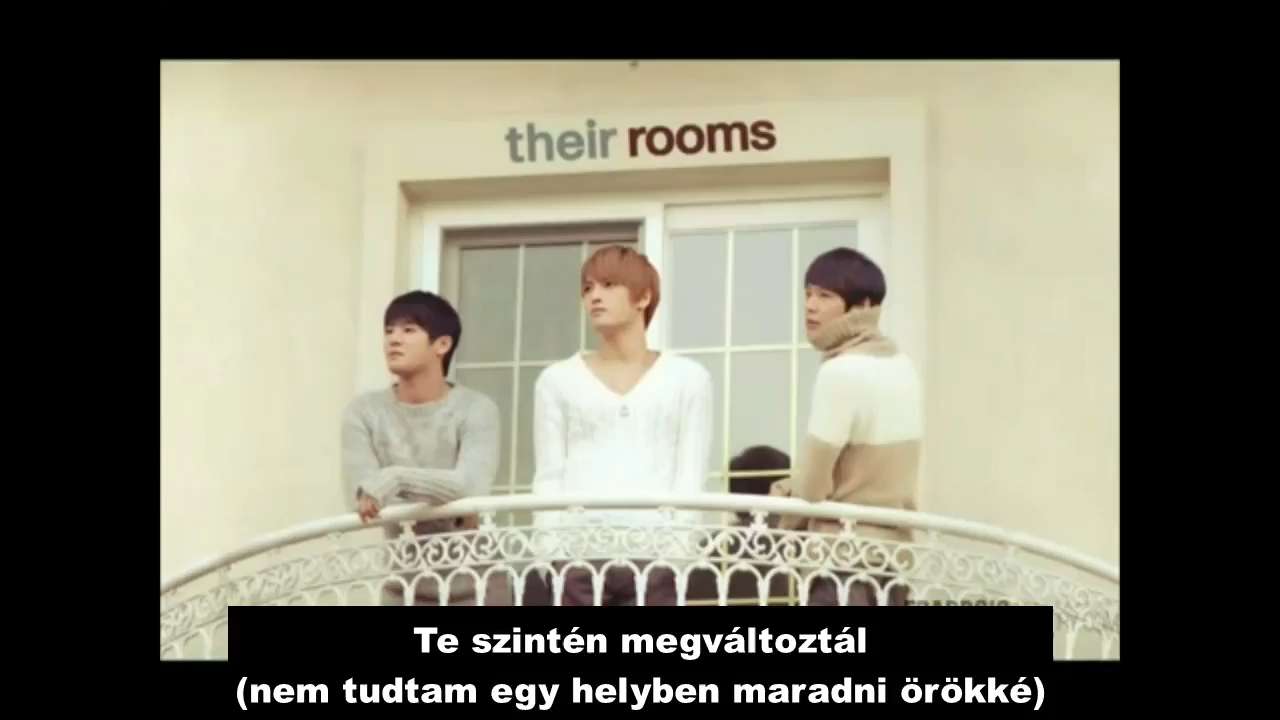 their rooms
Te szintén megváltoztál
(nem tudtam egy helyben maradni örökké)